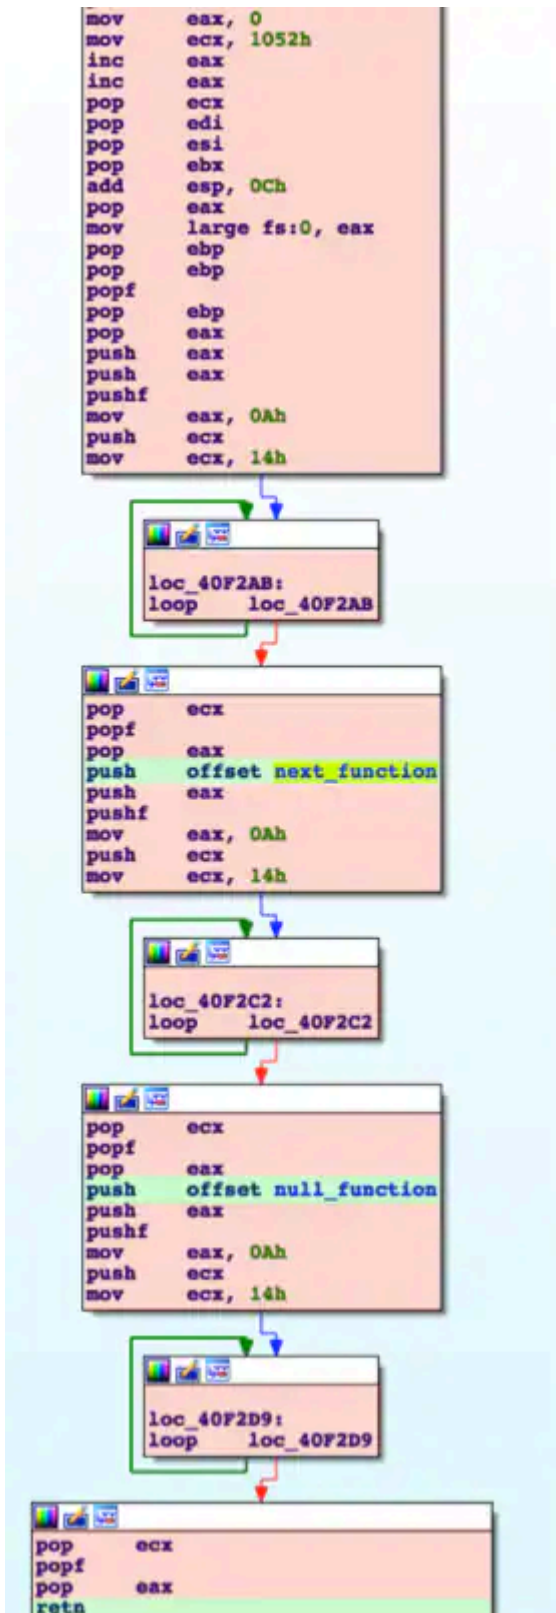 mov eax, 0
mov ecx, 1052h
inc eax
inc eax
pop ecx
pop edi
pop esi
pop ebx
add esp, 0Ch
pop eax
mov large fs:0, eax
pop ebp
pop ebp
popf
pop ebp
pop eax
push eax
push eax
pushf
mov eax, 0Ah
push ecx
mov ecx, 14h
loc_40F2AB:
loop loc_40F2AB
pop ecx
popf
pop eax
push offset next_function
push eax
pushf
mov eax, 0Ah
push ecx
mov ecx, 14h
loc_40F2C2:
loop loc_40F2C2
pop ecx
popf
pop eax
push offset null_function
push eax
pushf
mov eax, 0Ah
push ecx
mov ecx, 14h
loc_40F2D9:
loop loc_40F2D9
pop ecx
popf
pop eax
retn